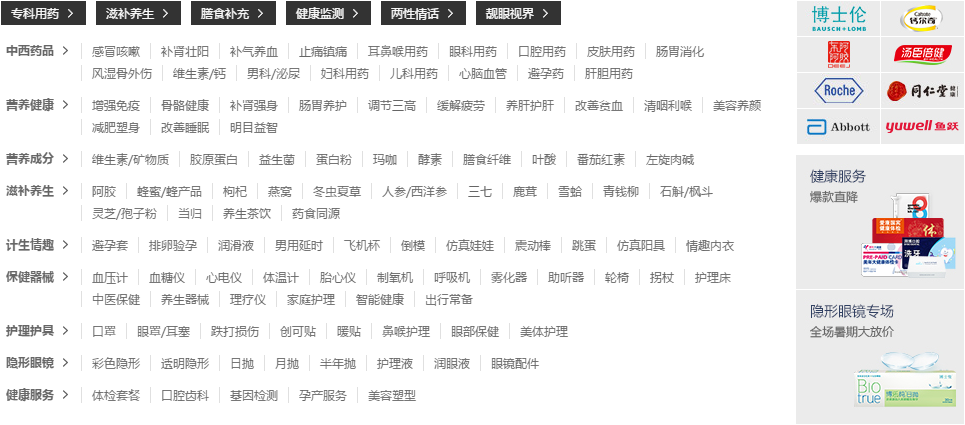 专科用药 > 滋补养生 > 膳食补充 > 健康监测 > 两性情话 > 靓眼视界 >
中西药品 > 感冒咳嗽 补肾壮阳 补气养血 止痛镇痛 耳鼻喉用药 眼科用药 口腔用药 皮肤用药 肠胃消化
风湿骨外伤 维生素/钙 男科/泌尿 妇科用药 儿科用药 心脑血管 避孕药 肝胆用药
营养健康 > 增强免疫 骨骼健康 补肾强身 肠胃养护 调节三高 缓解疲劳 养肝护肝 改善贫血 清咽利喉 美容养颜
减肥塑身 改善睡眠 明目益智
营养成分 > 维生素/矿物质 胶原蛋白 益生菌 蛋白粉 玛咖 酵素 膳食纤维 叶酸 番茄红素 左旋肉碱
滋补养生 > 阿胶 蜂蜜/蜂产品 枸杞 燕窝 冬虫夏草 人参/西洋参 三七 鹿茸 雪蛤 青钱柳 石斛/枫斗
灵芝/孢子粉 当归 养生茶饮 药食同源
计生情趣 > 避孕套 排卵验孕 润滑液 男用延时 飞机杯 倒模 仿真娃娃 震动棒 跳蛋 仿真阳具 情趣内衣
保健器械 > 血压计 血糖仪 心电仪 体温计 胎心仪 制氧机 呼吸机 雾化器 助听器 轮椅 拐杖 护理床
中医保健 养生器械 理疗仪 家庭护理 智能健康 出行常备
护理护具 > 口罩 眼罩/耳塞 跌打损伤 创可贴 暖贴 鼻喉护理 眼部保健 美体护理
隐形眼镜 > 彩色隐形 透明隐形 日抛 月抛 半年抛 护理液 润眼液 眼镜配件
健康服务 > 体检套餐 口腔齿科 基因检测 孕产服务 美容塑型
博士伦
BAUSCH+LOMB
Caltrate
钙尔奇
东阿阿胶
DEEJ
汤臣倍健
Roche
同仁堂
健康
Abbott
yuwell 鱼跃
健康服务
爆款直降
体
PRE-PAID CARD
洗牙
隐形眼镜专场
全场暑期大放价
博士伦
Bio
true